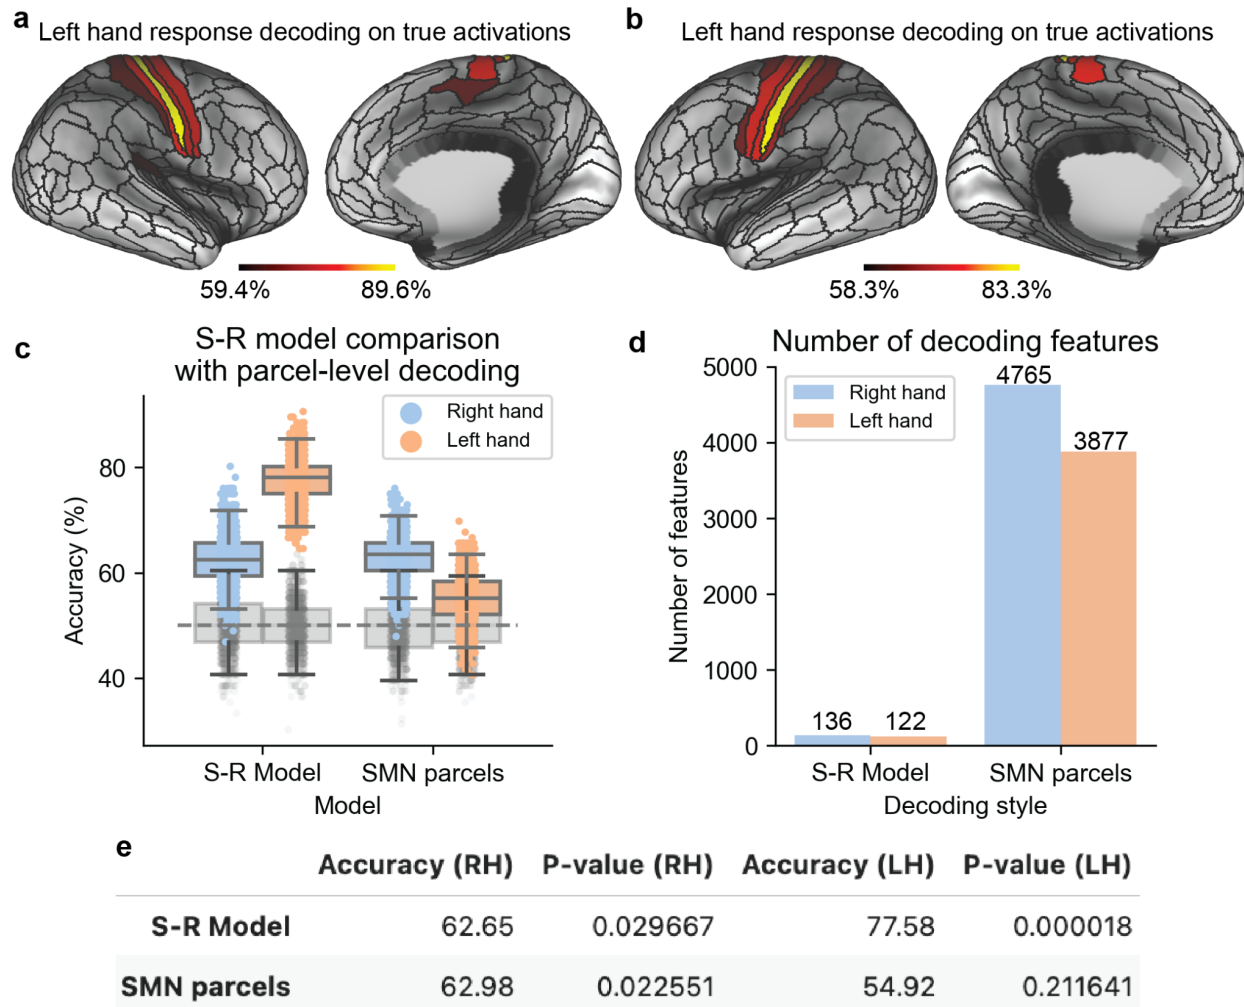 a
Left hand response decoding on true activations
59.4%
89.6%
b
Left hand response decoding on true activations
58.3%
83.3%
c
S-R model comparison
with parcel-level decoding
Right hand
Left hand
Accuracy (%)
80
60
40
S-R Model
SMN parcels
Model
d
Number of decoding features
Right hand
Left hand
Number of features
5000
4000
3000
2000
1000
0
136
122
4765
3877
S-R Model
SMN parcels
Decoding style
e
Accuracy (RH) P-value (RH) Accuracy (LH) P-value (LH)
S-R Model 62.65 0.029667 77.58 0.000018
SMN parcels 62.98 0.022551 54.92 0.211641